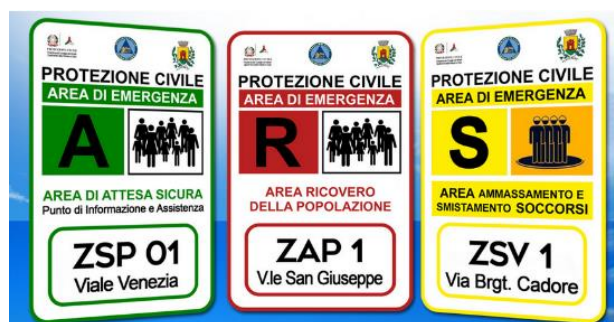 PROTEZIONE CIVILE
AREA DI EMERGENZA
A
AREA DI ATTESA SICURA
Punto di Informazione e Assistenza
ZSP 01
Viale Venezia
PROTEZIONE CIVILE
AREA DI EMERGENZA
R
AREA RICOVERO
DELLA POPOLAZIONE
ZAP 1
V.le San Giuseppe
PROTEZIONE CIVILE
AREA DI EMERGENZA
S
AREA AMMASSAMENTO E
SMISTAMENTO SOCCORSI
ZSV 1
Via Brgt. Cadore